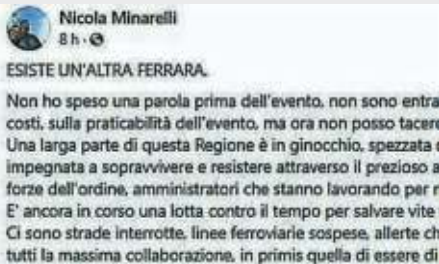 Nicola Minarelli
8 h ·
ESISTE UN'ALTRA FERRARA.
Non ho speso una parola prima dell'evento, non sono entra
costi, sulla praticabilità dell'evento, ma ora non posso tacere
Una larga parte di questa Regione è in ginocchio, spezzata
impegnata a sopravvivere e resistere attraverso il prezioso a
forze dell'ordine, amministratori che stanno lavorando per
E' ancora in corso una lotta contro il tempo per salvare vite
Ci sono strade interrotte, linee ferroviarie sospese, allerte ch
tutti la massima collaborazione, in primis quella di essere di